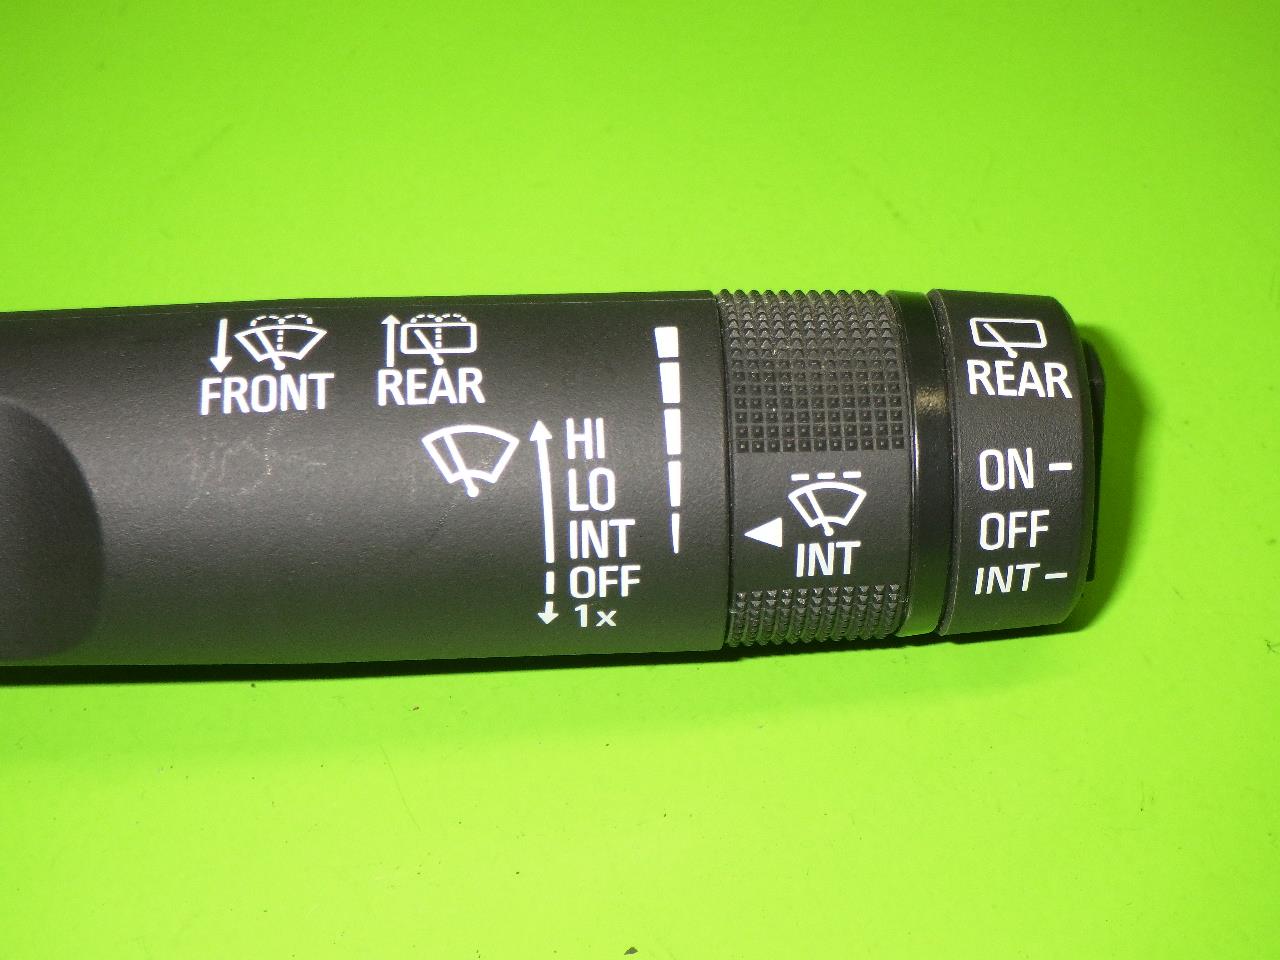 FRONT
REAR
HI
LO
INT
OFF
1x
INT
REAR
ON –
OFF
INT –